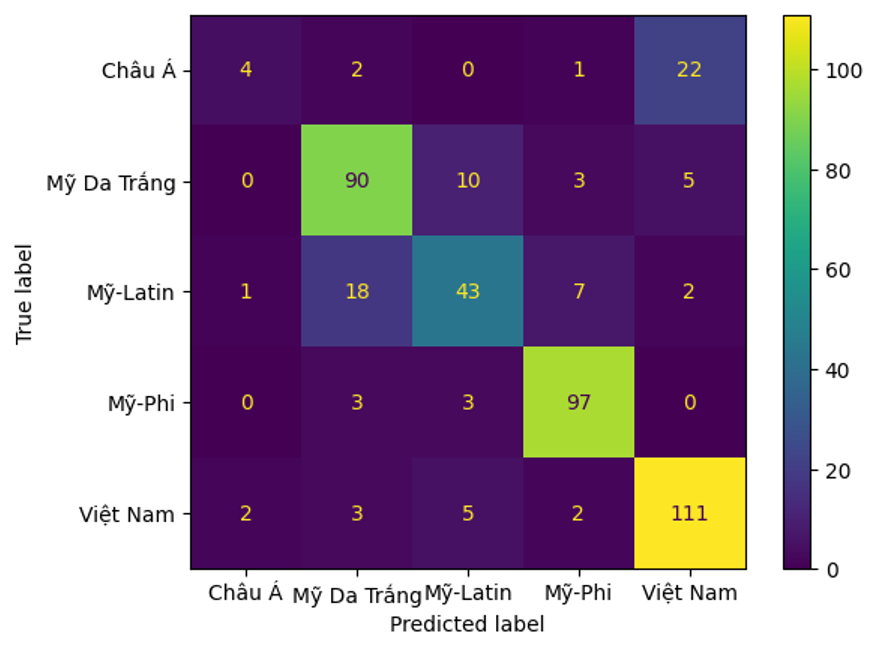 Châu Á 4 2 0 1 22
Mỹ Da Trắng 0 90 10 3 5
Mỹ-Latin 1 18 43 7 2
Mỹ-Phi 0 3 3 97 0
Việt Nam 2 3 5 2 111
Châu Á Mỹ Da Trắng Mỹ-Latin Mỹ-Phi Việt Nam
Predicted label
True label
100
80
60
40
20
0